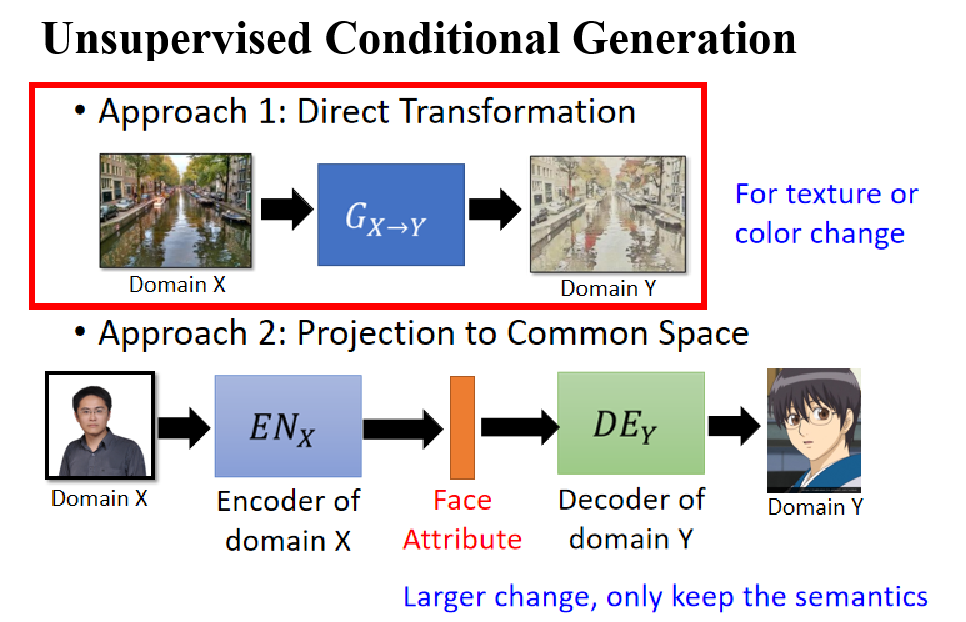 Unsupervised Conditional Generation
• Approach 1: Direct Transformation
G_{X→Y}
For texture or
color change
Domain X
Domain Y
• Approach 2: Projection to Common Space
EN_X
DE_Y
Domain X
Encoder of
domain X
Face
Attribute
Decoder of
domain Y
Domain Y
Larger change, only keep the semantics